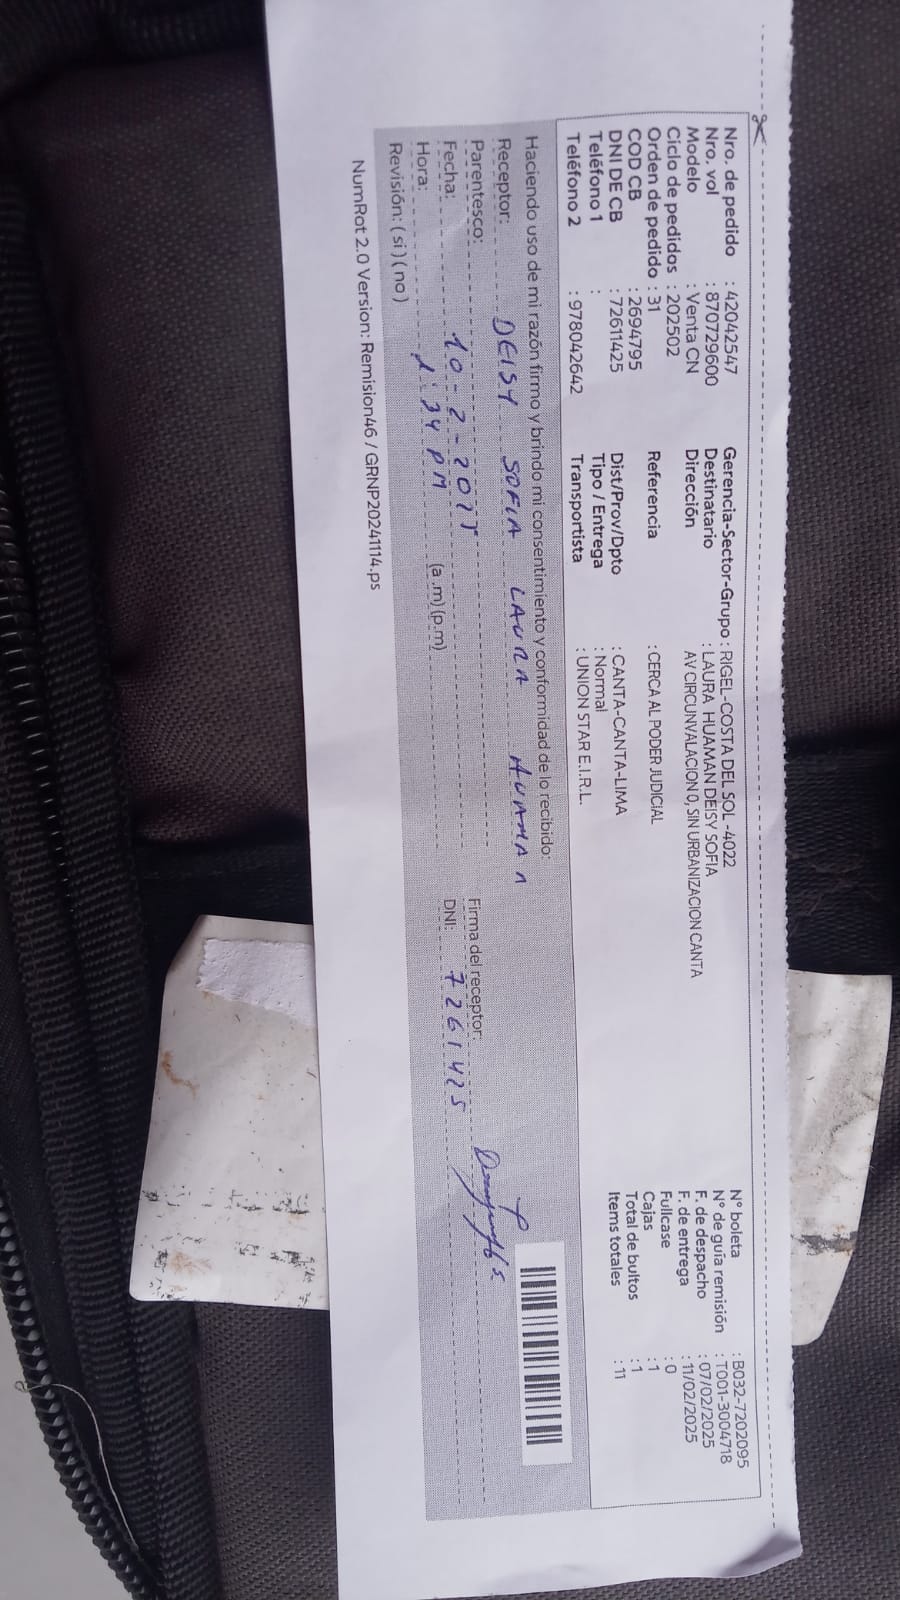 Nro. de pedido : 42042547
Nro. vol : 870729600
Modelo : Venta CN
Ciclo de pedidos : 202502
Orden de pedido : 31
COD CB : 2694795
DNI DE CB : 72611425
Teléfono 1 :
Teléfono 2 : 978042642
Gerencia-Sector-Grupo : RIGEL-COSTA DEL SOL -4022
Destinatario : LAURA HUAMAN DEISY SOFIA
Dirección AV CIRCUNVALACION 0, SIN URBANIZACION CANTA
Referencia : CERCA AL PODER JUDICIAL
Dist/Prov/Dpto : CANTA-CANTA-LIMA
Tipo / Entrega : Normal
Transportista : UNION STAR E.I.R.L.
N° boleta : B032-7202095
N° de guía remisión : T001-3004718
F. de despacho : 07/02/2025
F. de entrega : 11/02/2025
Fullcase : 0
Cajas : 1
Total de bultos : 1
Items totales : 11
Haciendo uso de mi razón firmo y brindo mi consentimiento y conformidad de lo recibido:
Receptor: DEISY SOFIA LAURA HUAMAN
Parentesco:
Firma del receptor:
Fecha: 10-2-2025
DNI: 7261425
Hora: 1:34 PM (a.m) (p.m)
Revisión: ( si ) ( no )
NumRot 2.0 Version: Remision46 / GRNP20241114.ps